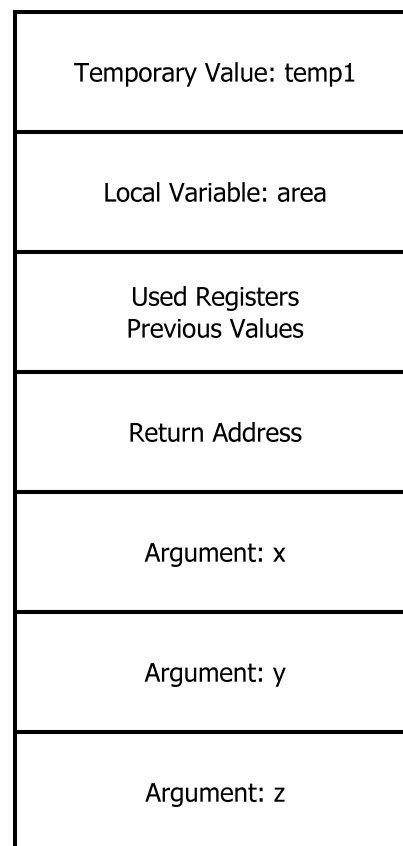 Temporary Value: temp1
Local Variable: area
Used Registers
Previous Values
Return Address
Argument: x
Argument: y
Argument: z